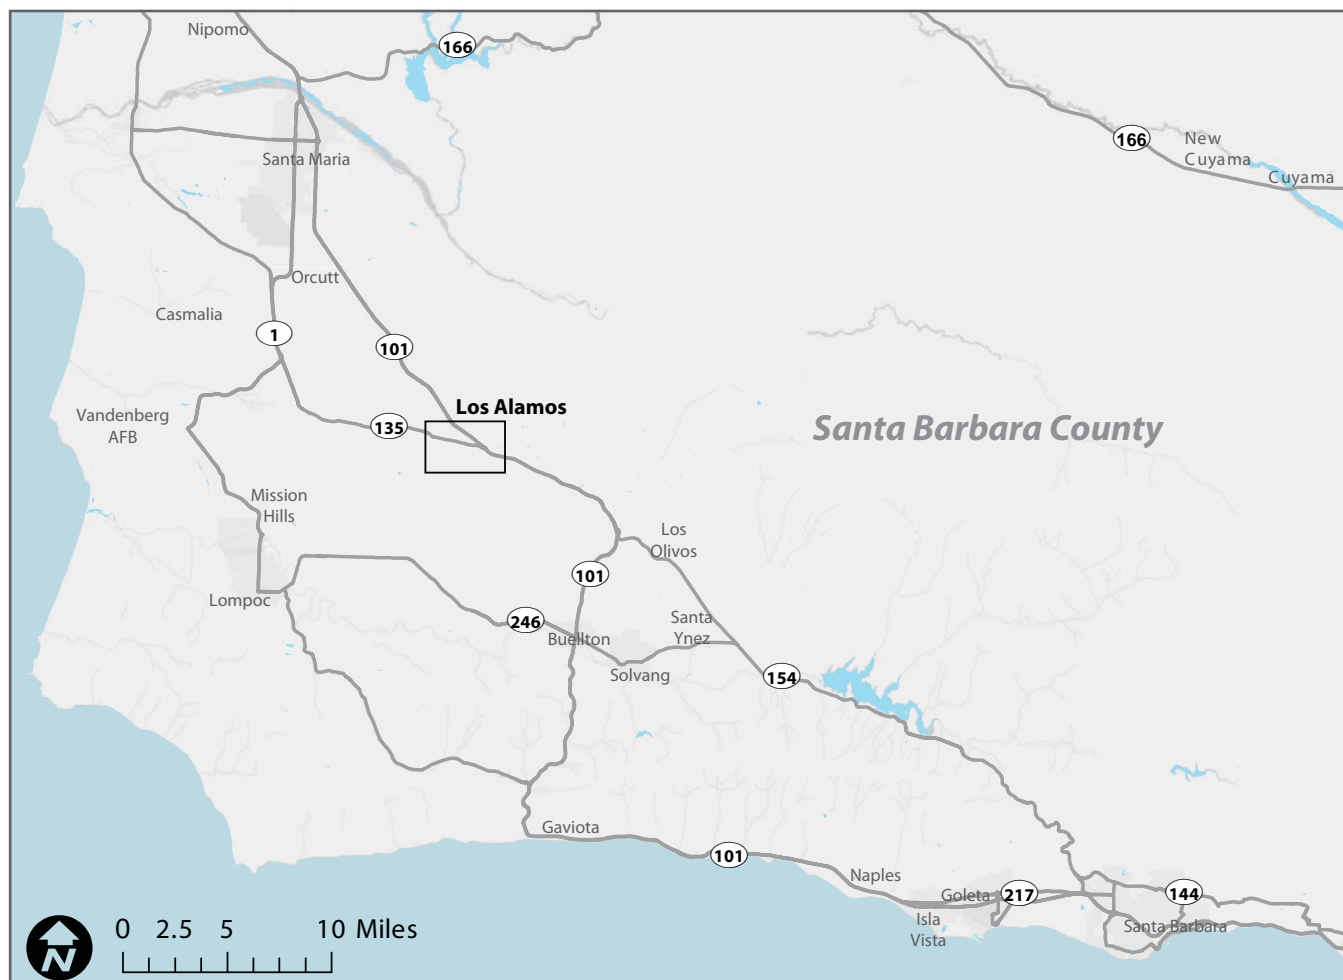 Nipomo
166
166
New
Cuyama
Cuyama
Santa Maria
Orcutt
Casmalia
1
101
Los Alamos
135
Vandenberg
AFB
Santa Barbara County
Mission
Hills
Los
Olivos
101
Lompoc
246
Buellton
Santa
Ynez
Solvang
154
Gaviota
101
Naples
Goleta
217
144
Isla
Vista
Santa Barbara
0 2.5 5 10 Miles
N